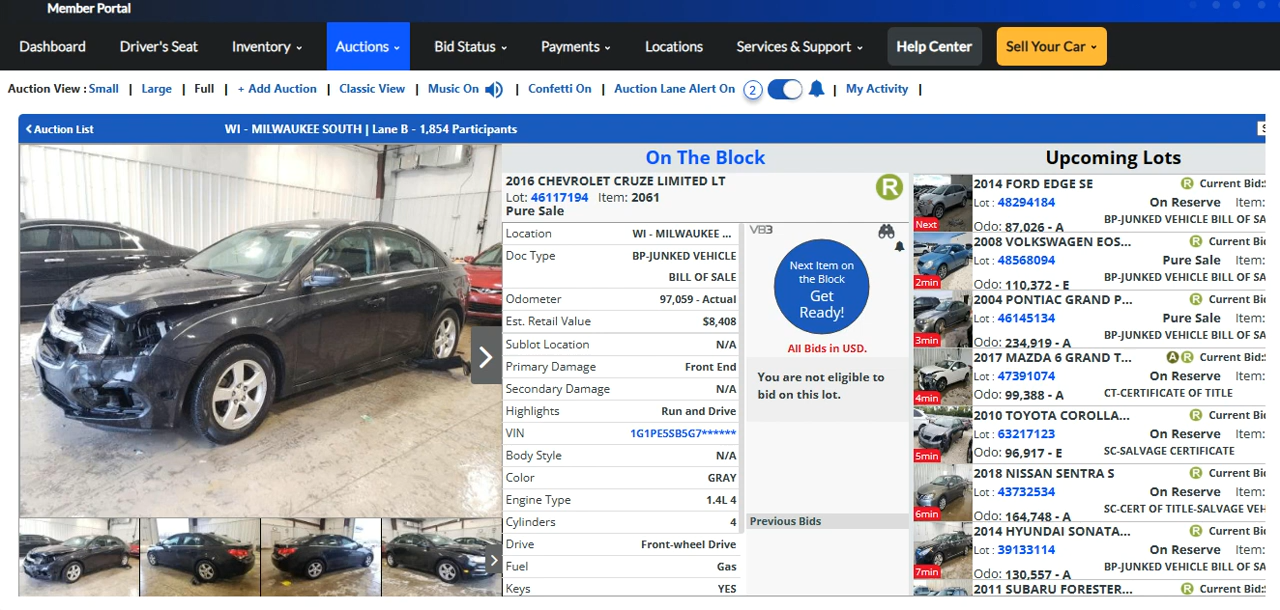 Member Portal
Dashboard Driver's Seat Inventory Auctions Bid Status Payments Locations Services & Support Help Center Sell Your Car
Auction View : Small | Large | Full | + Add Auction | Classic View | Music On | Confetti On | Auction Lane Alert On 2 | My Activity |
Auction List WI - MILWAUKEE SOUTH | Lane B - 1,854 Participants
On The Block
2016 CHEVROLET CRUZE LIMITED LT
R
Lot: 46117194 Item: 2061
Pure Sale
Location WI - MILWAUKEE ...
Doc Type BP-JUNKED VEHICLE
BILL OF SALE
Odometer 97,059 - Actual
Est. Retail Value $8,408
Sublot Location N/A
Primary Damage Front End
Secondary Damage N/A
Highlights Run and Drive
VIN 1G1PE5SB5G7******
Body Style N/A
Color GRAY
Engine Type 1.4L 4
Cylinders 4
Drive Front-wheel Drive
Fuel Gas
Keys YES
VB3
Next Item on
the Block
Get
Ready!
All Bids in USD.
You are not eligible to
bid on this lot.
Previous Bids
Upcoming Lots
2014 FORD EDGE SE R Current Bid:
Lot : 48294184 On Reserve Item:
BP-JUNKED VEHICLE BILL OF SA
Next Odo: 87,026 - A
2008 VOLKSWAGEN EOS... R Current Bid
Lot : 48568094 Pure Sale Item:
BP-JUNKED VEHICLE BILL OF SA
2min Odo: 110,372 - E
2004 PONTIAC GRAND P... R Current Bid
Lot : 46145134 Pure Sale Item:
BP-JUNKED VEHICLE BILL OF SA
3min Odo: 234,919 - A
2017 MAZDA 6 GRAND T... A R Current Bid:
Lot : 47391074 On Reserve Item:
CT-CERTIFICATE OF TITLE
4min Odo: 99,388 - A
2010 TOYOTA COROLLA... R Current Bid
Lot : 63217123 On Reserve Item:
SC-SALVAGE CERTIFICATE
5min Odo: 96,917 - E
2018 NISSAN SENTRA S R Current Bid
Lot : 43732534 On Reserve Item:
SC-CERT OF TITLE-SALVAGE VEH
6min Odo: 164,748 - A
2014 HYUNDAI SONATA... R Current Bid
Lot : 39133114 On Reserve Item:
BP-JUNKED VEHICLE BILL OF SA
7min Odo: 130,557 - A
2011 SUBARU FORESTER... R Current Bid: